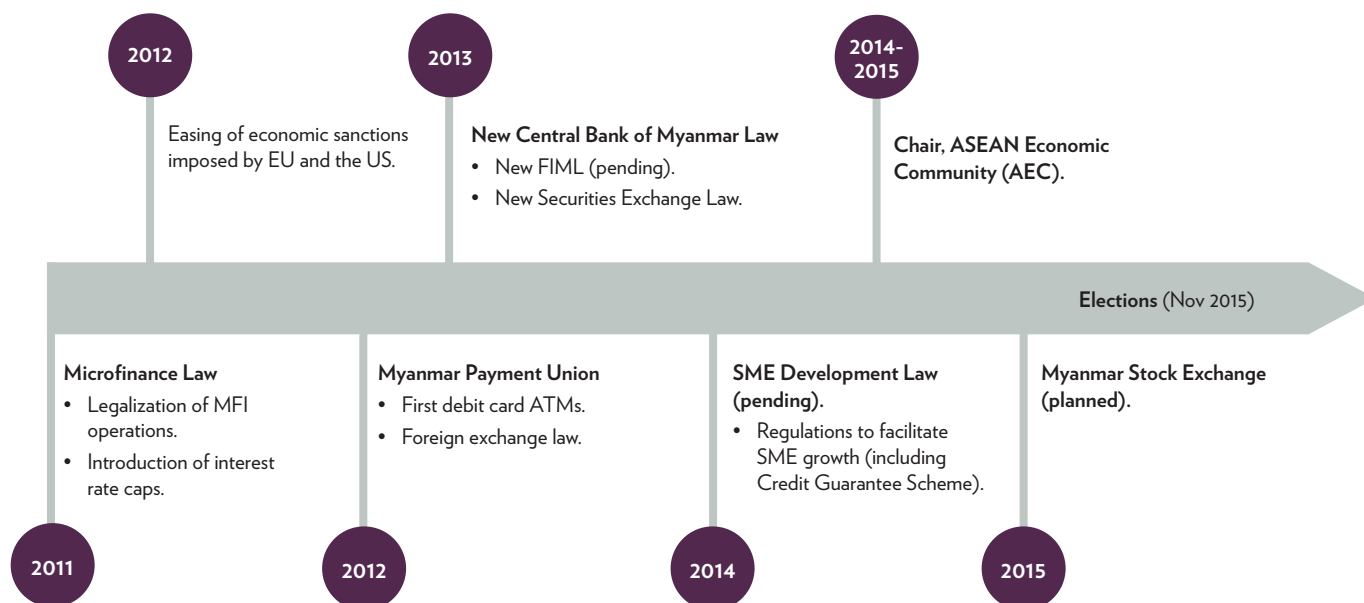 2012
Easing of economic sanctions
imposed by EU and the US.
2013
New Central Bank of Myanmar Law
• New FIML (pending).
• New Securities Exchange Law.
2014-
2015
Chair, ASEAN Economic
Community (AEC).
Elections (Nov 2015)
Microfinance Law
• Legalization of MFI
operations.
• Introduction of interest
rate caps.
2011
Myanmar Payment Union
• First debit card ATMs.
• Foreign exchange law.
2012
SME Development Law
(pending).
• Regulations to facilitate
SME growth (including
Credit Guarantee Scheme).
2014
Myanmar Stock Exchange
(planned).
2015